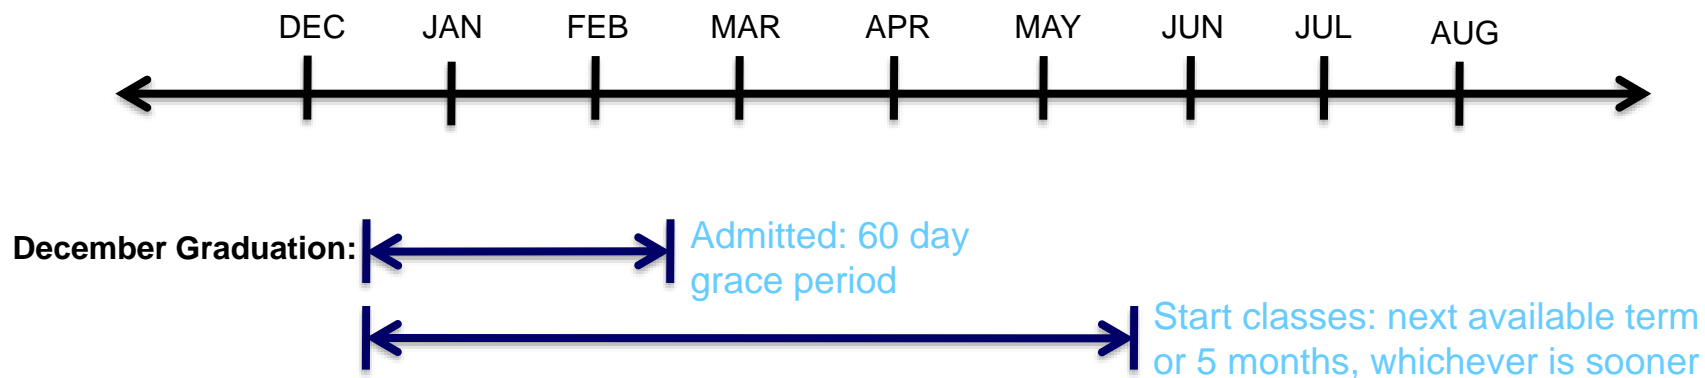 DEC JAN FEB MAR APR MAY JUN JUL AUG
December Graduation:
Admitted: 60 day
grace period
Start classes: next available term
or 5 months, whichever is sooner